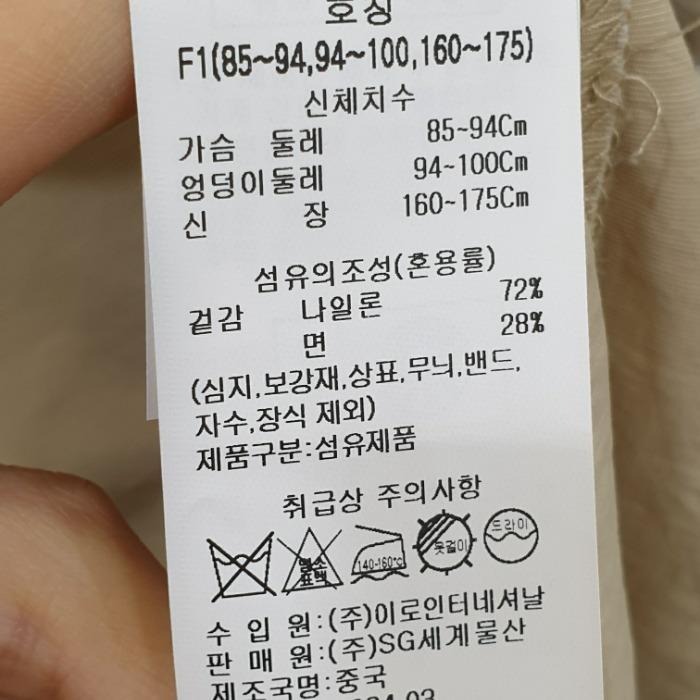 호칭
F1(85~94,94~100,160~175)
신체치수
가슴 둘레 85~94Cm
엉덩이둘레 94~100Cm
신 장 160~175Cm
섬유의조성(혼용률)
겉감 나일론 72%
면 28%
(심지,보강재,상표,무늬,밴드,
자수,장식 제외)
제품구분:섬유제품
취급상 주의사항
염소
표백
140~160℃
옷걸이
드라이
수 입 원:(주)이로인터네셔날
판 매 원:(주)SG세계물산
제조국명:중국